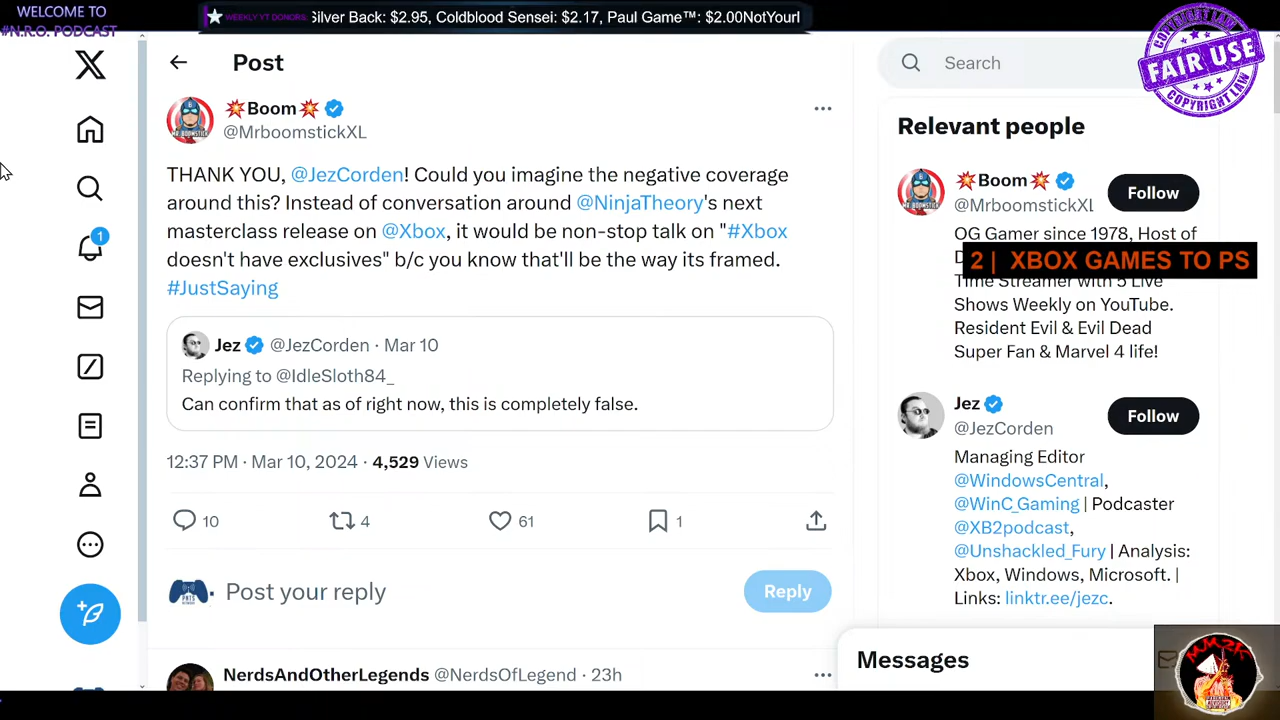 WELCOME TO
#N.R.O. PODCAST
WEEKLY YT DONORS: Silver Back: $2.95, Coldblood Sensei: $2.17, Paul Game™: $2.00NotYourl
FAIR USE
COPYRIGHT LAW
Post
Search
💥Boom💥
@MrboomstickXL
THANK YOU, @JezCorden! Could you imagine the negative coverage
around this? Instead of conversation around @NinjaTheory's next
masterclass release on @Xbox, it would be non-stop talk on "#Xbox
doesn't have exclusives" b/c you know that'll be the way its framed.
#JustSaying
Jez @JezCorden · Mar 10
Replying to @IdleSloth84_
Can confirm that as of right now, this is completely false.
12:37 PM · Mar 10, 2024 · 4,529 Views
10 4 61 1
Post your reply
Reply
NerdsAndOtherLegends @NerdsOfLegend · 23h
1
Relevant people
💥Boom💥
@MrboomstickXL
Follow
OG Gamer since 1978, Host of
2 | XBOX GAMES TO PS
Time Streamer with 5 Live
Shows Weekly on YouTube.
Resident Evil & Evil Dead
Super Fan & Marvel 4 life!
Jez
@JezCorden
Follow
Managing Editor
@WindowsCentral,
@WinC_Gaming | Podcaster
@XB2podcast,
@Unshackled_Fury | Analysis:
Xbox, Windows, Microsoft. |
Links: linktr.ee/jezc.
Messages
MM2K